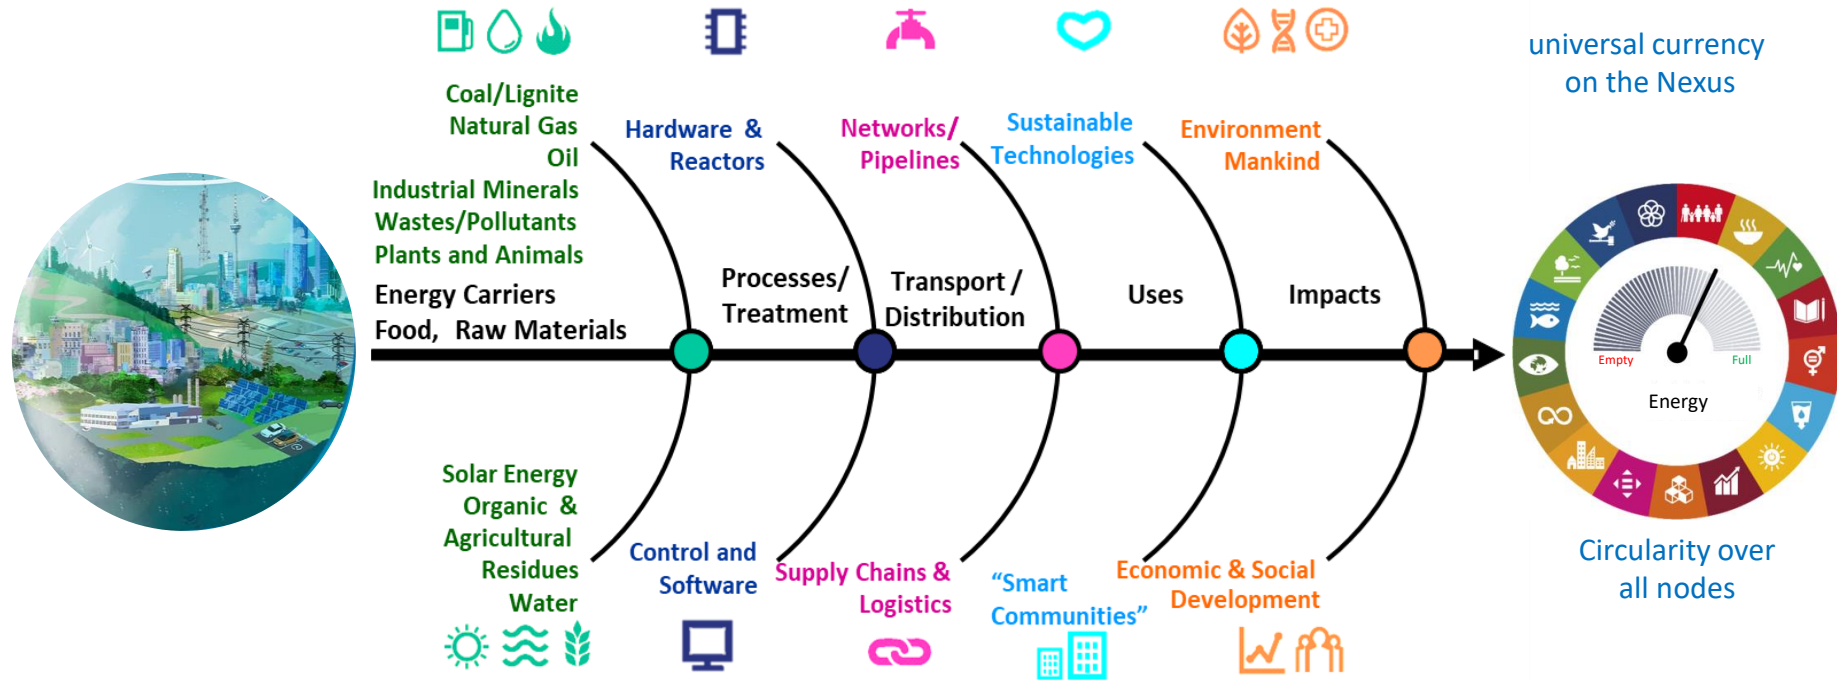 universal currency
on the Nexus
Coal/Lignite
Natural Gas
Oil
Industrial Minerals
Wastes/Pollutants
Plants and Animals
Hardware &
Reactors
Networks/
Pipelines
Sustainable
Technologies
Environment
Mankind
Energy Carriers
Food, Raw Materials
Processes/
Treatment
Transport /
Distribution
Uses
Impacts
Empty
Full
Energy
Solar Energy
Organic &
Agricultural
Residues
Water
Control and
Software
Supply Chains &
Logistics
“Smart
Communities”
Economic & Social
Development
Circularity over
all nodes